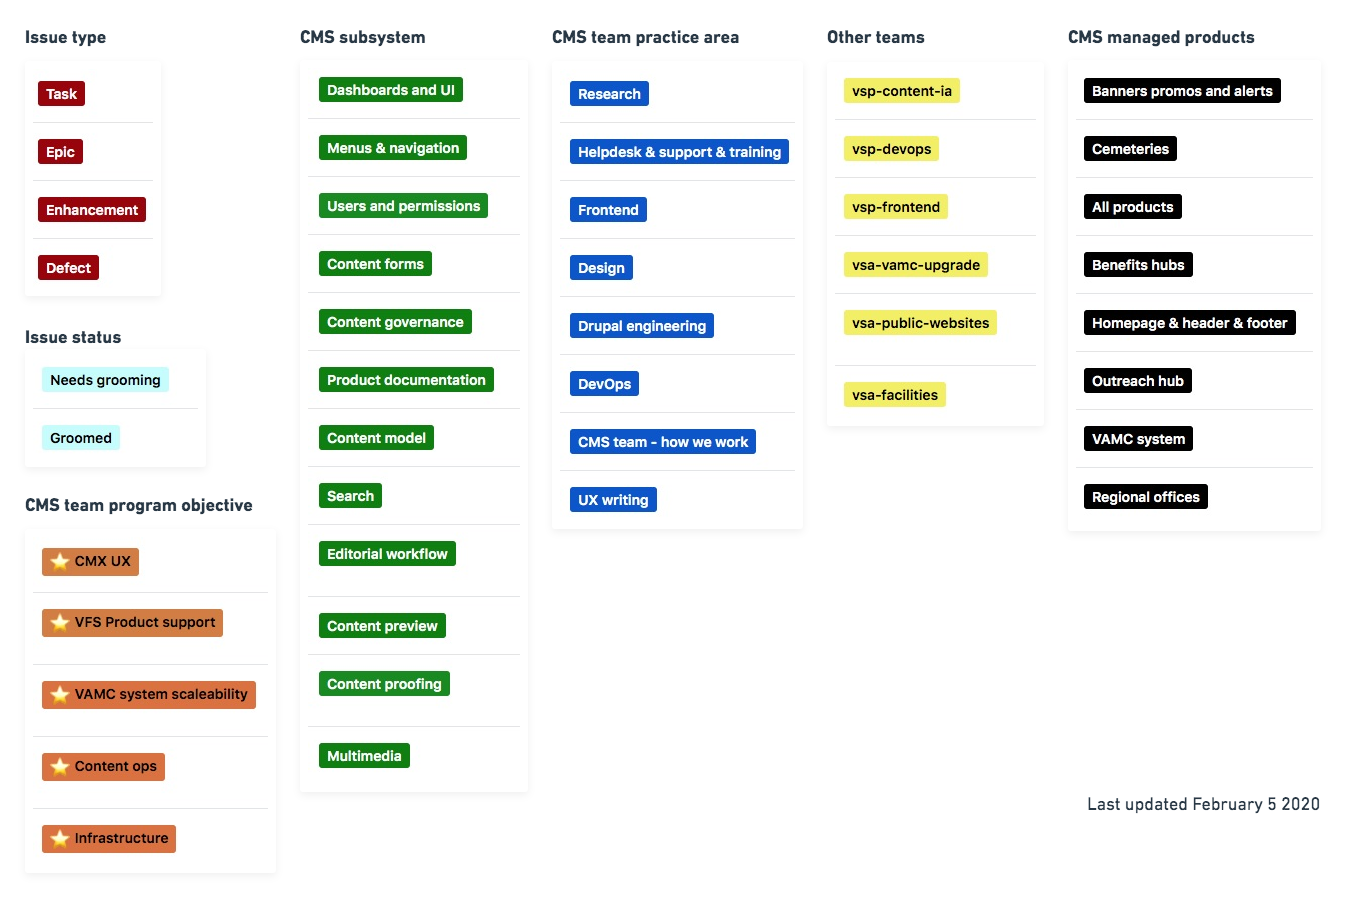 Issue type
Task
Epic
Enhancement
Defect
Issue status
Needs grooming
Groomed
CMS team program objective
CMX UX
VFS Product support
VAMC system scaleability
Content ops
Infrastructure
CMS subsystem
Dashboards and UI
Menus & navigation
Users and permissions
Content forms
Content governance
Product documentation
Content model
Search
Editorial workflow
Content preview
Content proofing
Multimedia
CMS team practice area
Research
Helpdesk & support & training
Frontend
Design
Drupal engineering
DevOps
CMS team - how we work
UX writing
Other teams
vsp-content-ia
vsp-devops
vsp-frontend
vsa-vamc-upgrade
vsa-public-websites
vsa-facilities
CMS managed products
Banners promos and alerts
Cemeteries
All products
Benefits hubs
Homepage & header & footer
Outreach hub
VAMC system
Regional offices
Last updated February 5 2020